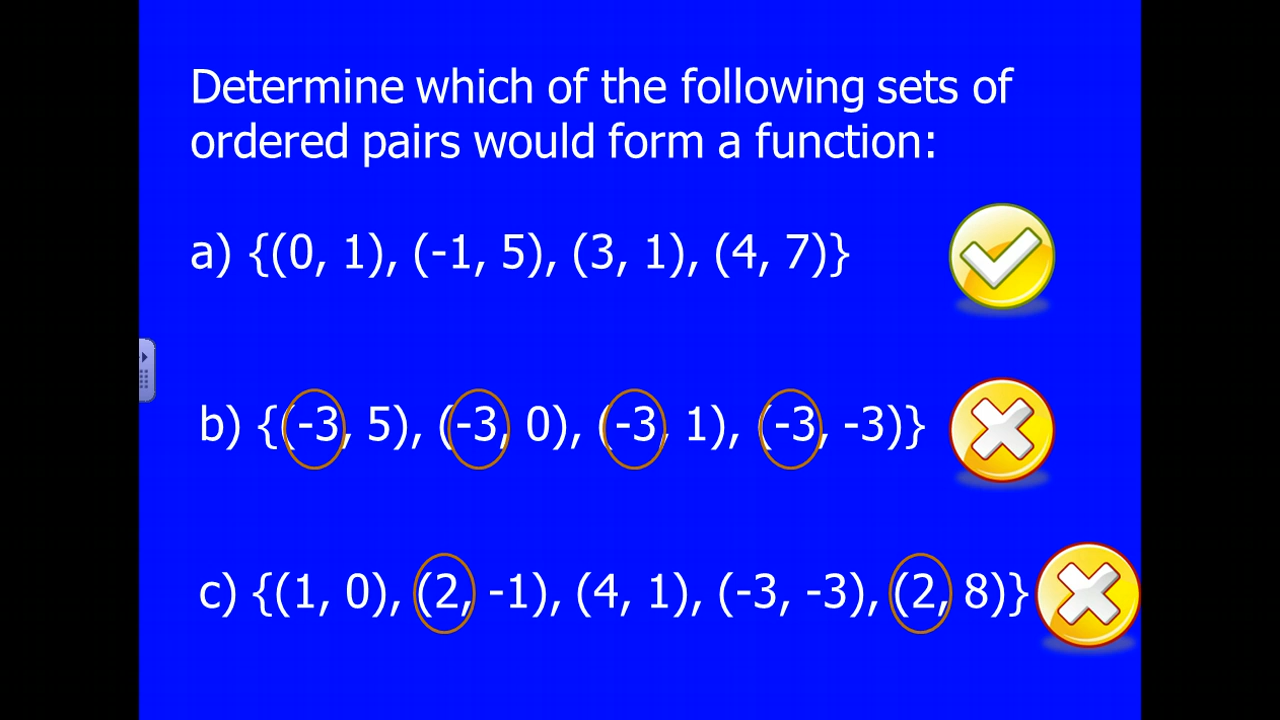 Determine which of the following sets of
ordered pairs would form a function:
a) {(0, 1), (-1, 5), (3, 1), (4, 7)}
b) {(-3, 5), (-3, 0), (-3, 1), (-3, -3)}
c) {(1, 0), (2, -1), (4, 1), (-3, -3), (2, 8)}